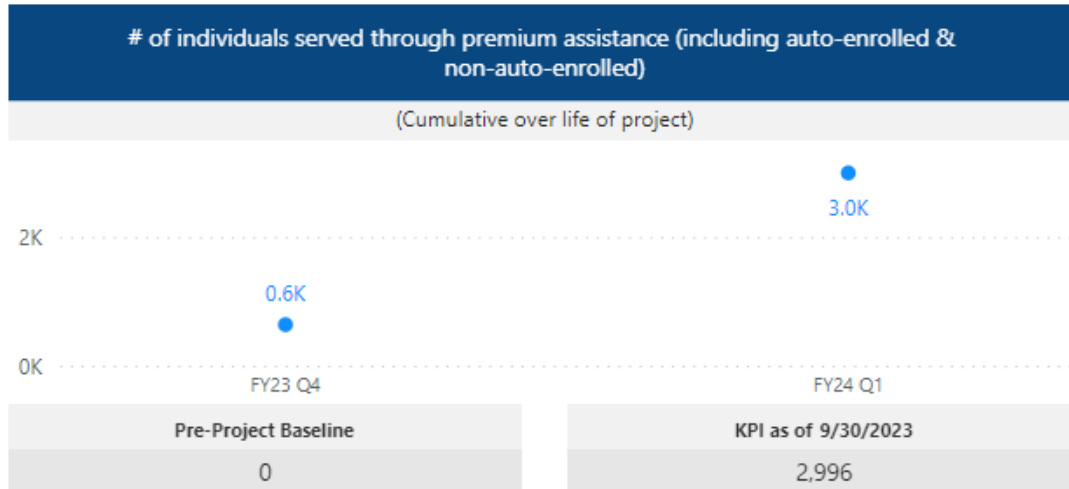 # of individuals served through premium assistance (including auto-enrolled &
non-auto-enrolled)
(Cumulative over life of project)
3.0K
2K
0.6K
0K
FY23 Q4
FY24 Q1
Pre-Project Baseline
KPI as of 9/30/2023
0
2,996